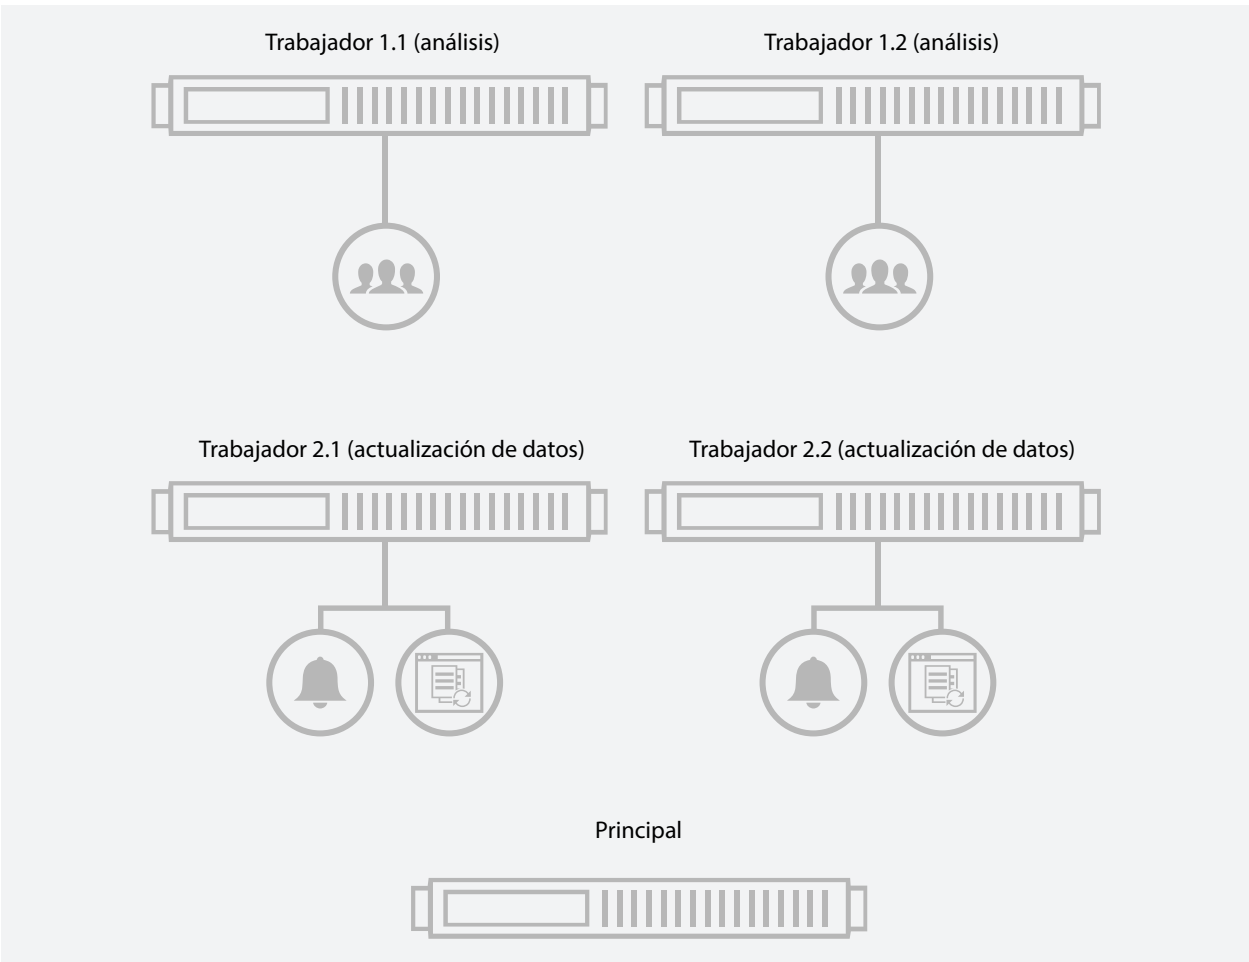 Trabajador 1.1 (análisis)
Trabajador 1.2 (análisis)
Trabajador 2.1 (actualización de datos)
Trabajador 2.2 (actualización de datos)
Principal